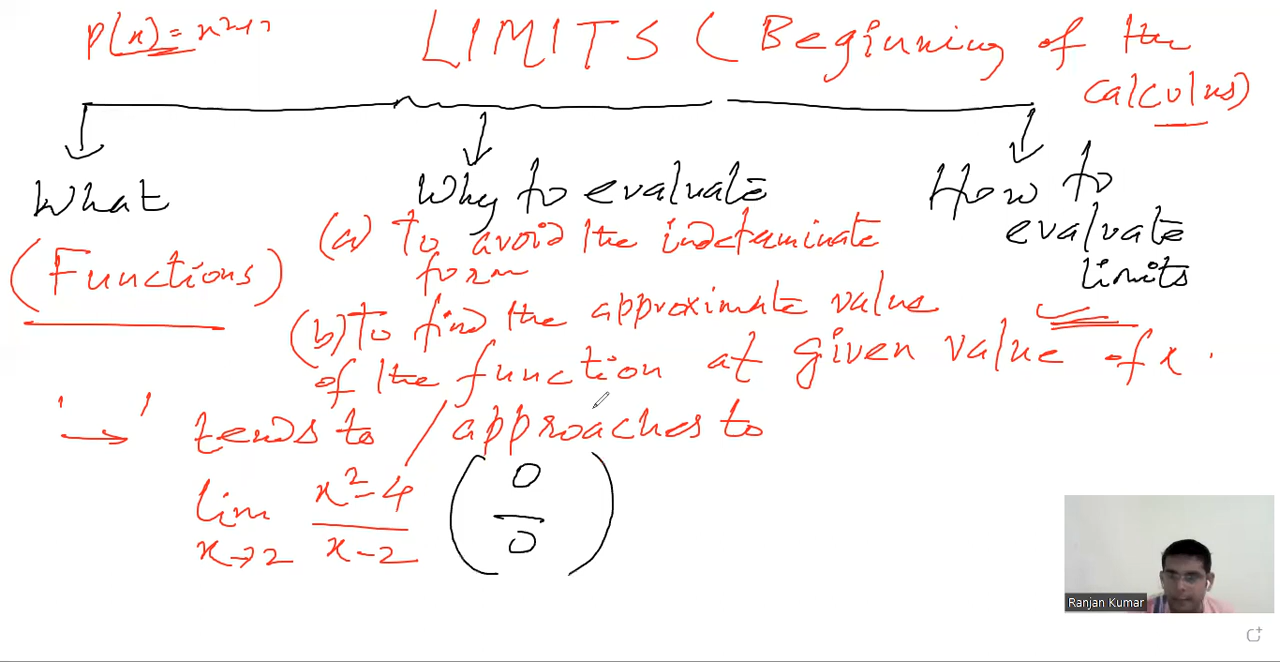 P(x) = x²+7
LIMITS (Beginning of the
calculus)
What
Why to evaluate
How to
evaluate
limits
(Functions)
(a) To avoid the indeterminate
form
(b) To find the approximate value
of the function at given value of x.
'→' tends to / approaches to
lim x²-4
x→2 x-2
(0
0)
Ranjan Kumar